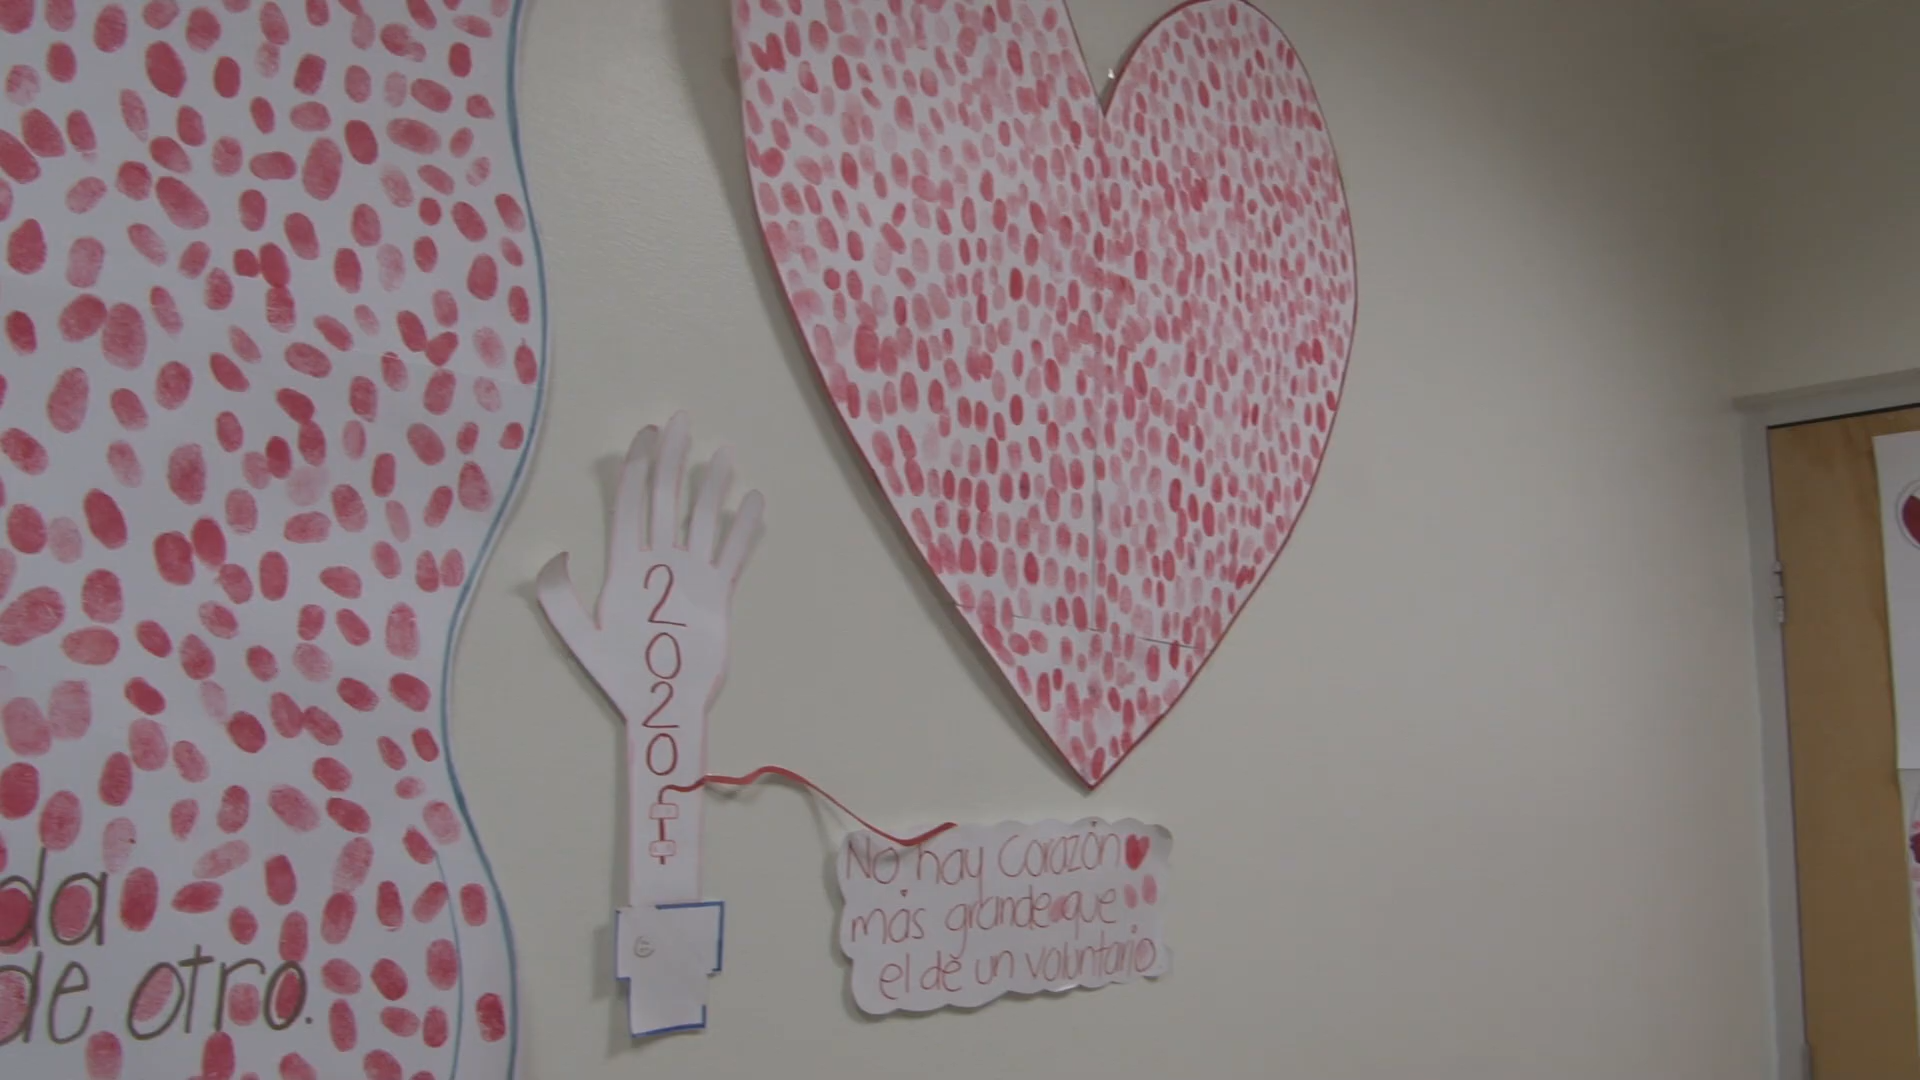 da
de otro.
2020
No hay Corazón
más grande que
el de un voluntario